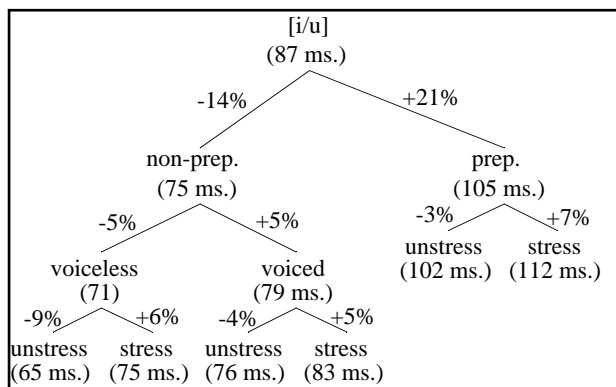 [i/u]
(87 ms.)
-14% +21%
non-prep. prep.
(75 ms.) (105 ms.)
-5% +5% -3% +7%
unstress stress
voiceless voiced (102 ms.) (112 ms.)
(71) (79 ms.)
-9% +6% -4% +5%
unstress stress unstress stress
(65 ms.) (75 ms.) (76 ms.) (83 ms.)